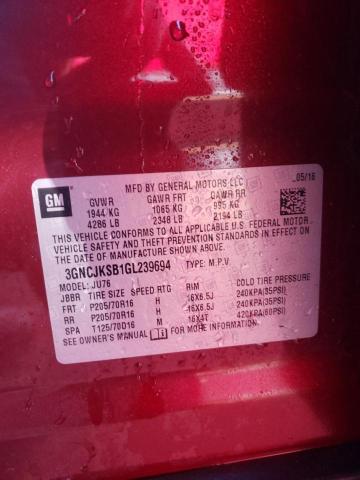 GM
MFD BY GENERAL MOTORS LLC 05/16
GVWR GAWR FRT GAWR RR
1944 KG 1065 KG 995 KG
4286 LB 2348 LB 2194 LB
THIS VEHICLE CONFORMS TO ALL APPLICABLE U.S. FEDERAL MOTOR
VEHICLE SAFETY AND THEFT PREVENTION STANDARDS IN EFFECT ON THE
DATE OF MANUFACTURE SHOWN ABOVE.
3GNCJKSB1GL239694 TYPE: M.P.V.
MODEL: JU76
JBBR TIRE SIZE SPEED RTG RIM COLD TIRE PRESSURE
FRT P205/70R16 H 16X6.5J 240KPA(35PSI)
RR P205/70R16 H 16X6.5J 240KPA(35PSI)
SPA T125/70D16 M 16X4T 420KPA(60PSI)
SEE OWNER'S MANUAL FOR ADDITIONAL INFORMATION.